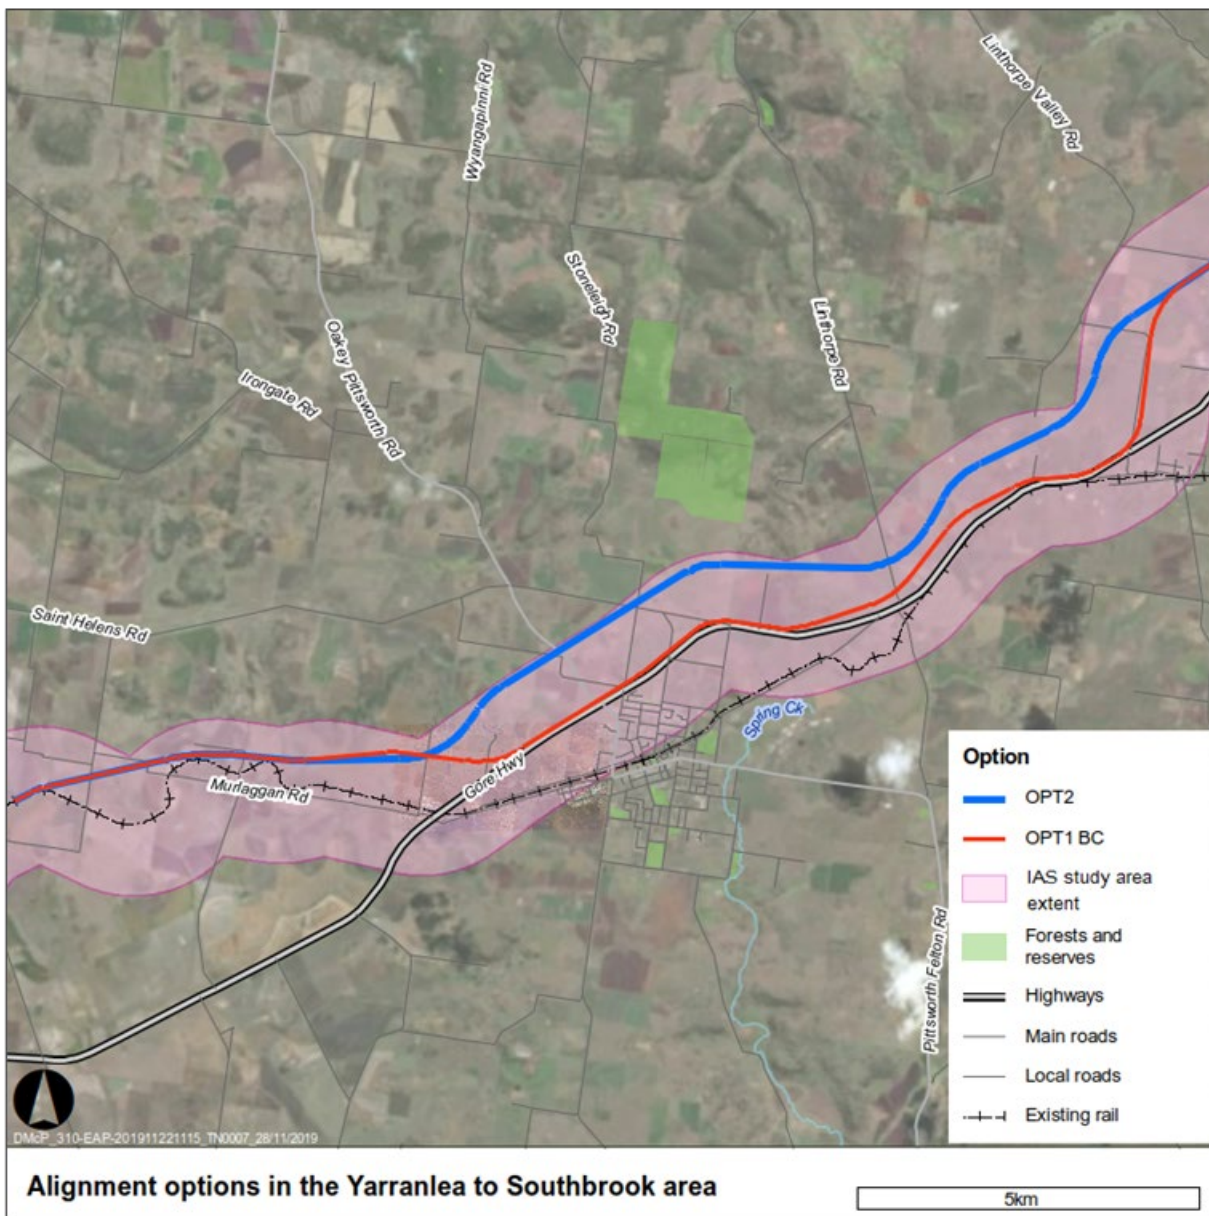 Linthorpe Valley Rd
Wyangapinni Rd
Stoneleigh Rd
Linthorpe Rd
Oakey Pittsworth Rd
Irongate Rd
Saint Helens Rd
Murlaggan Rd
Gore Hwy
Spring Ck
Pittsworth Felton Rd
Option
OPT2
OPT1 BC
IAS study area
extent
Forests and
reserves
Highways
Main roads
Local roads
Existing rail
DMcP_310-EAP-201911221115_TN0007_28/11/2019
Alignment options in the Yarranlea to Southbrook area
5km